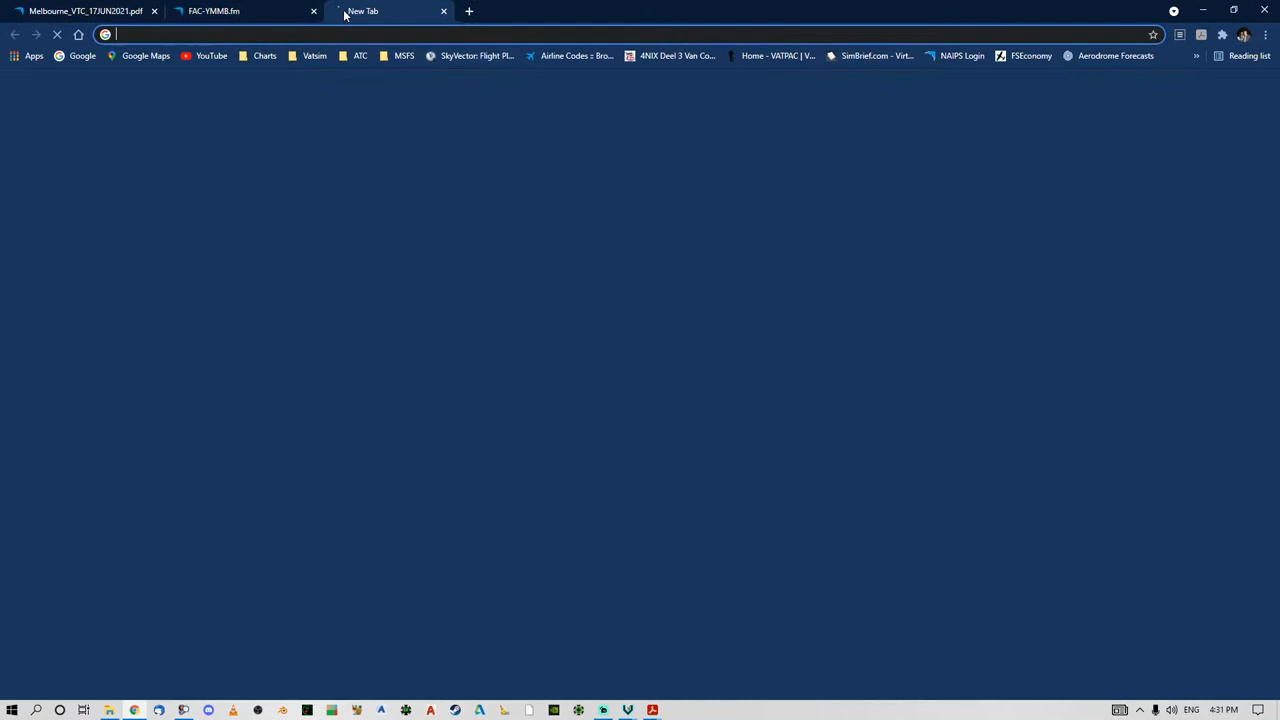 Melbourne_VTC_17JUN2021.pdf FAC-YMMB.fm New Tab
Apps Google Google Maps YouTube Charts Vatsim ATC MSFS SkyVector: Flight Pl... Airline Codes :: Bro... 4NIX Deel 3 Van Co... Home - VATPAC | V... SimBrief.com - Virt... NAIPS Login FSEconomy Aerodrome Forecasts » Reading list
ENG 4:31 PM